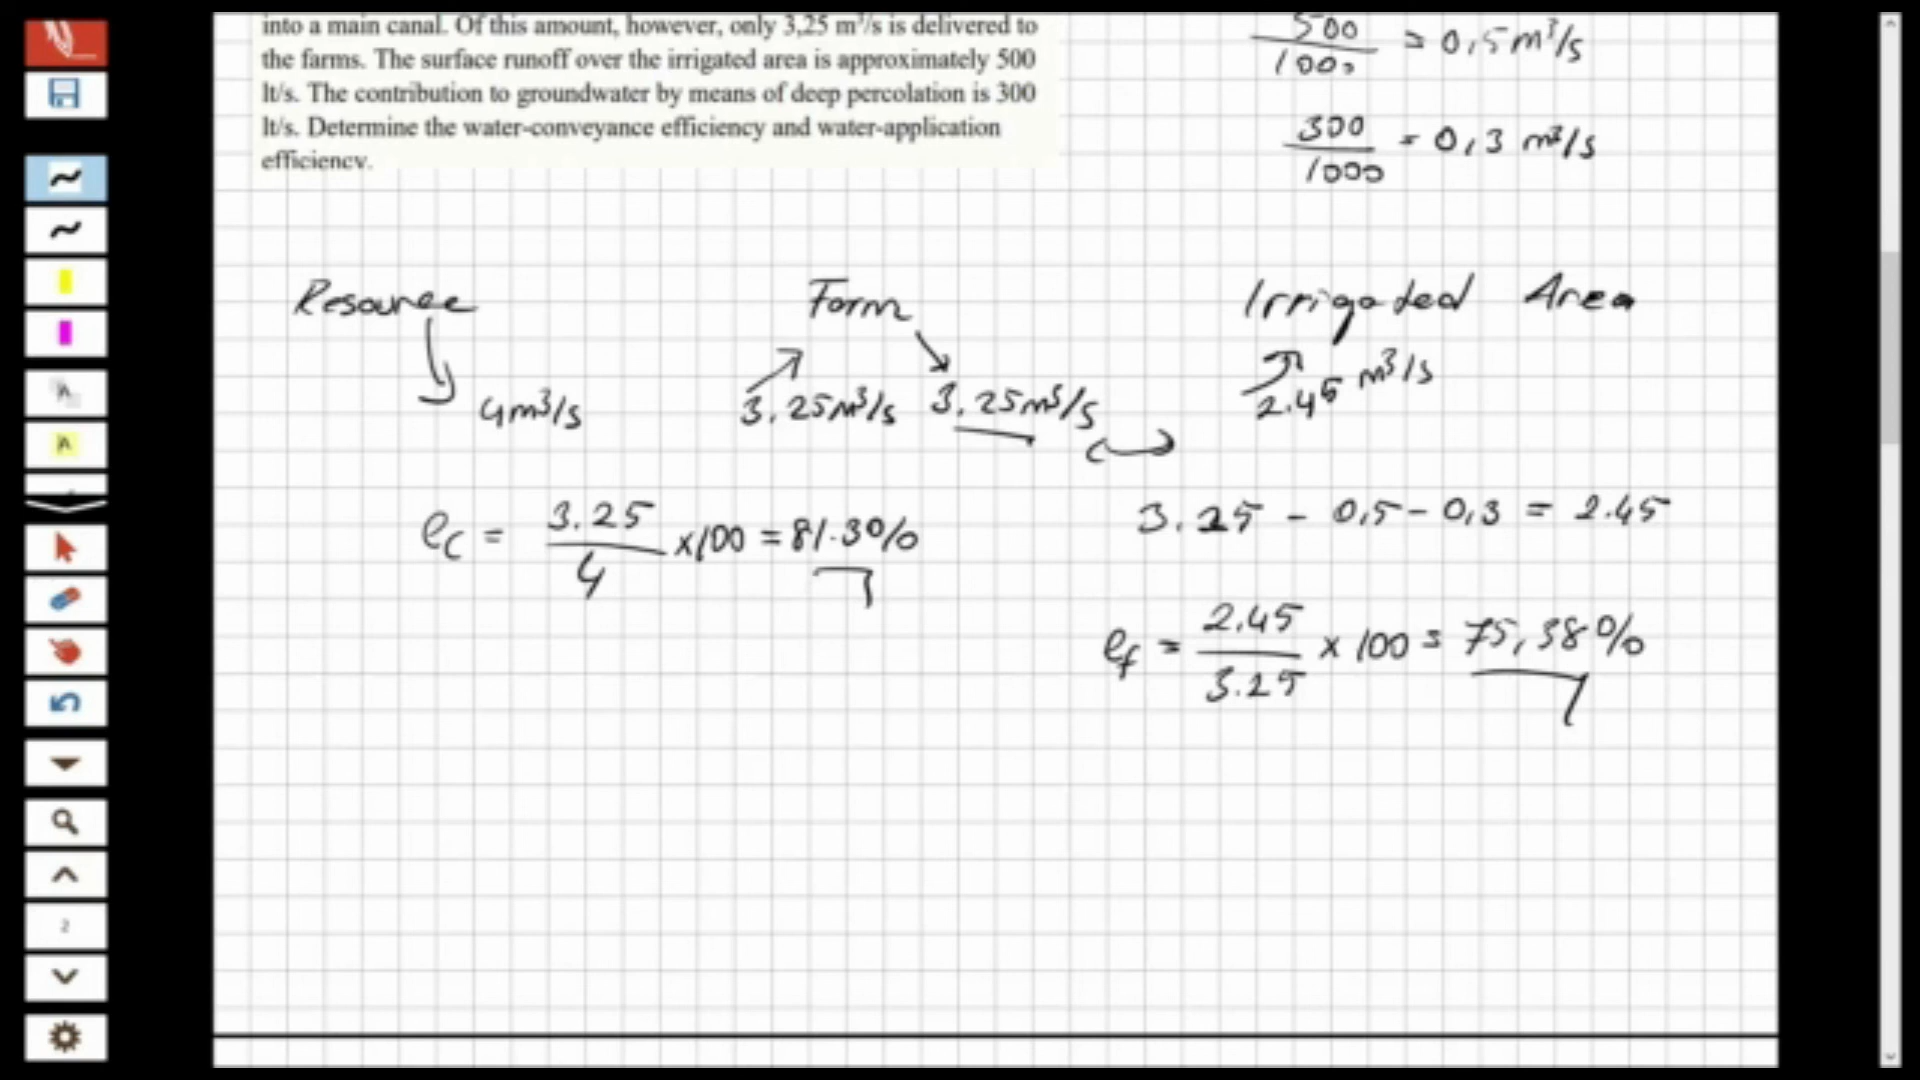 into a main canal. Of this amount, however, only 3,25 m³/s is delivered to
the farms. The surface runoff over the irrigated area is approximately 500
lt/s. The contribution to groundwater by means of deep percolation is 300
lt/s. Determine the water-conveyance efficiency and water-application
efficiency.
500/1000 = 0,5 m³/s
300/1000 = 0,3 m³/s
Resource Farm Irrigated Area
4m³/s 3.25m³/s 3.25m³/s 2.45 m³/s
ec = 3.25/4 x100 = 81.3%
3.25 - 0,5 - 0,3 = 2.45
ef = 2.45/3.25 x 100 = 75,38%
A
A
2